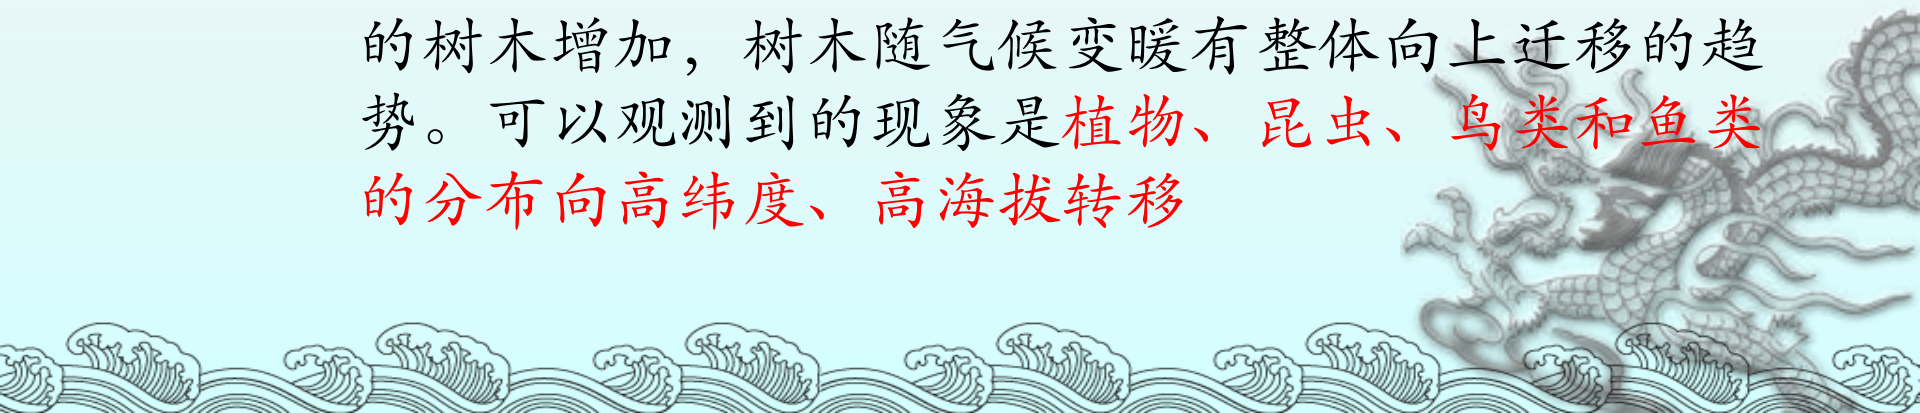 的树木增加，树木随气候变暖有整体向上迁移的趋
势。可以观测到的现象是植物、昆虫、鸟类和鱼类
的分布向高纬度、高海拔转移